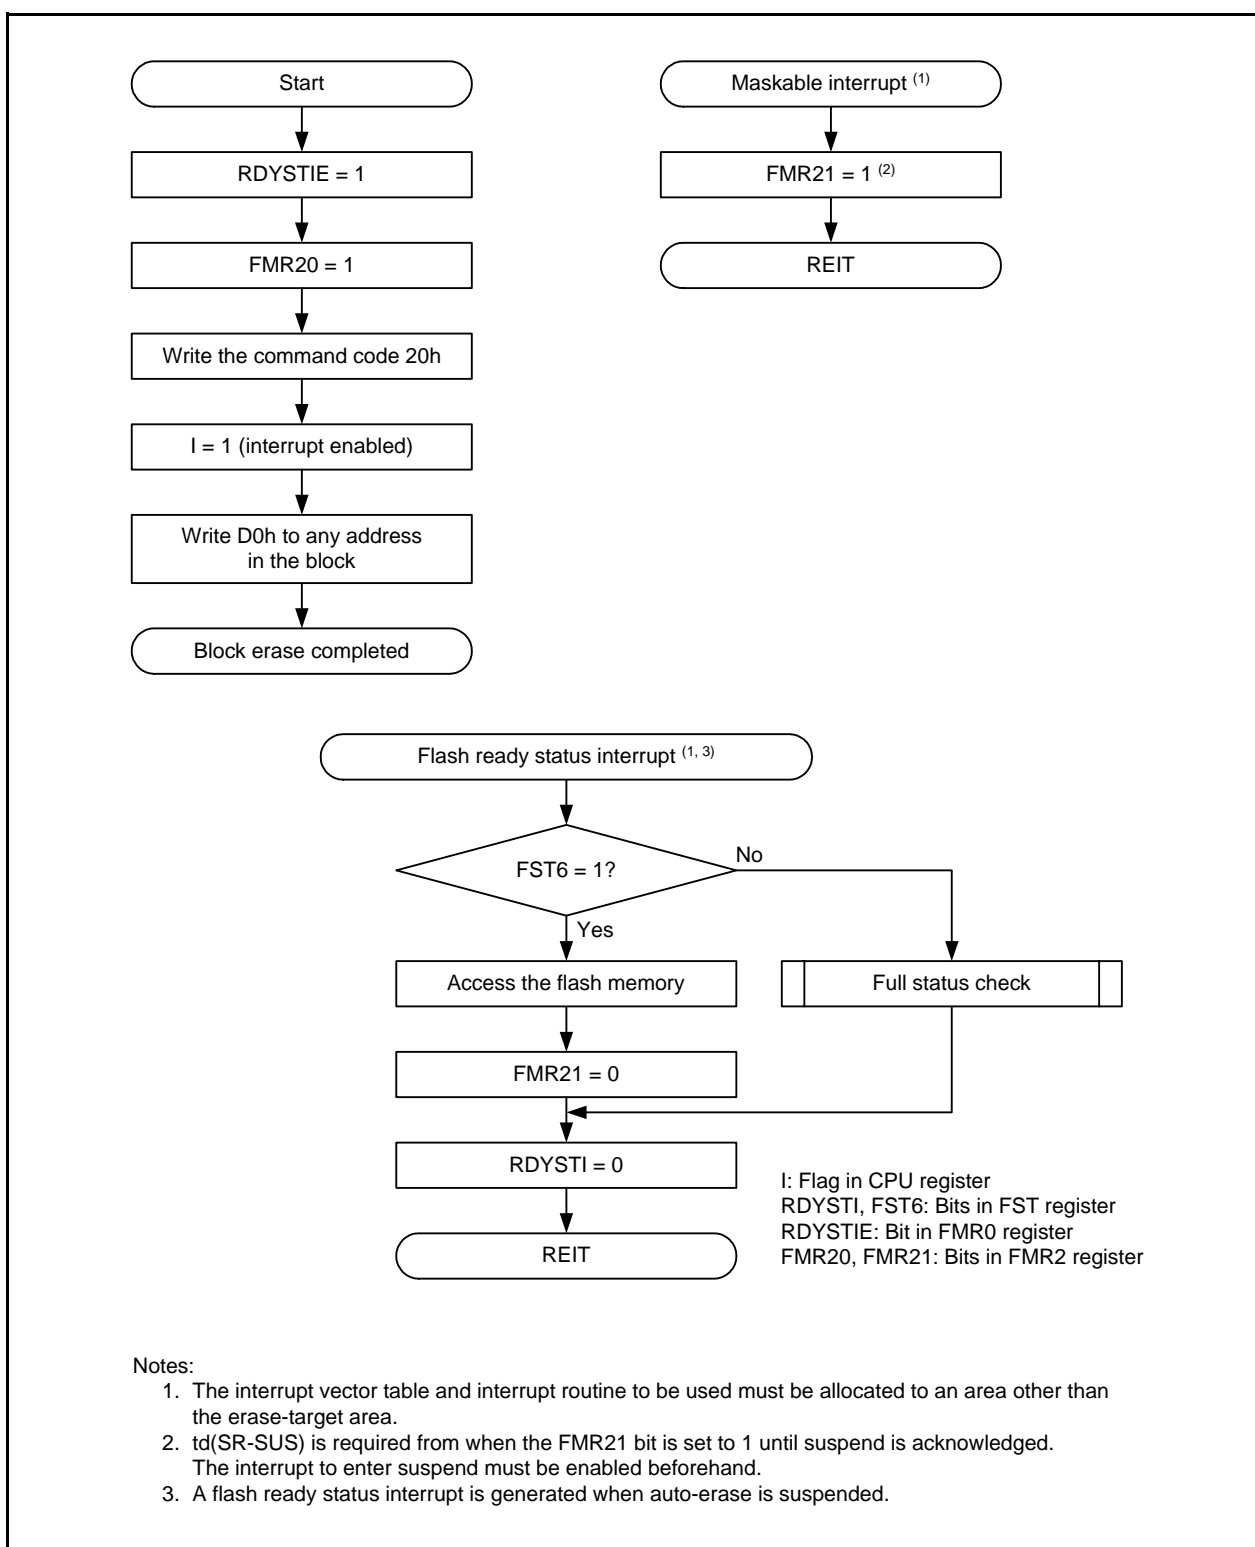 Start
RDYSTIE = 1
FMR20 = 1
Write the command code 20h
I = 1 (interrupt enabled)
Write D0h to any address
in the block
Block erase completed
Maskable interrupt (1)
FMR21 = 1 (2)
REIT
Flash ready status interrupt (1, 3)
FST6 = 1?
No
Yes
Access the flash memory
Full status check
FMR21 = 0
RDYSTI = 0
REIT
I: Flag in CPU register
RDYSTI, FST6: Bits in FST register
RDYSTIE: Bit in FMR0 register
FMR20, FMR21: Bits in FMR2 register
Notes:
1. The interrupt vector table and interrupt routine to be used must be allocated to an area other than
the erase-target area.
2. td(SR-SUS) is required from when the FMR21 bit is set to 1 until suspend is acknowledged.
The interrupt to enter suspend must be enabled beforehand.
3. A flash ready status interrupt is generated when auto-erase is suspended.